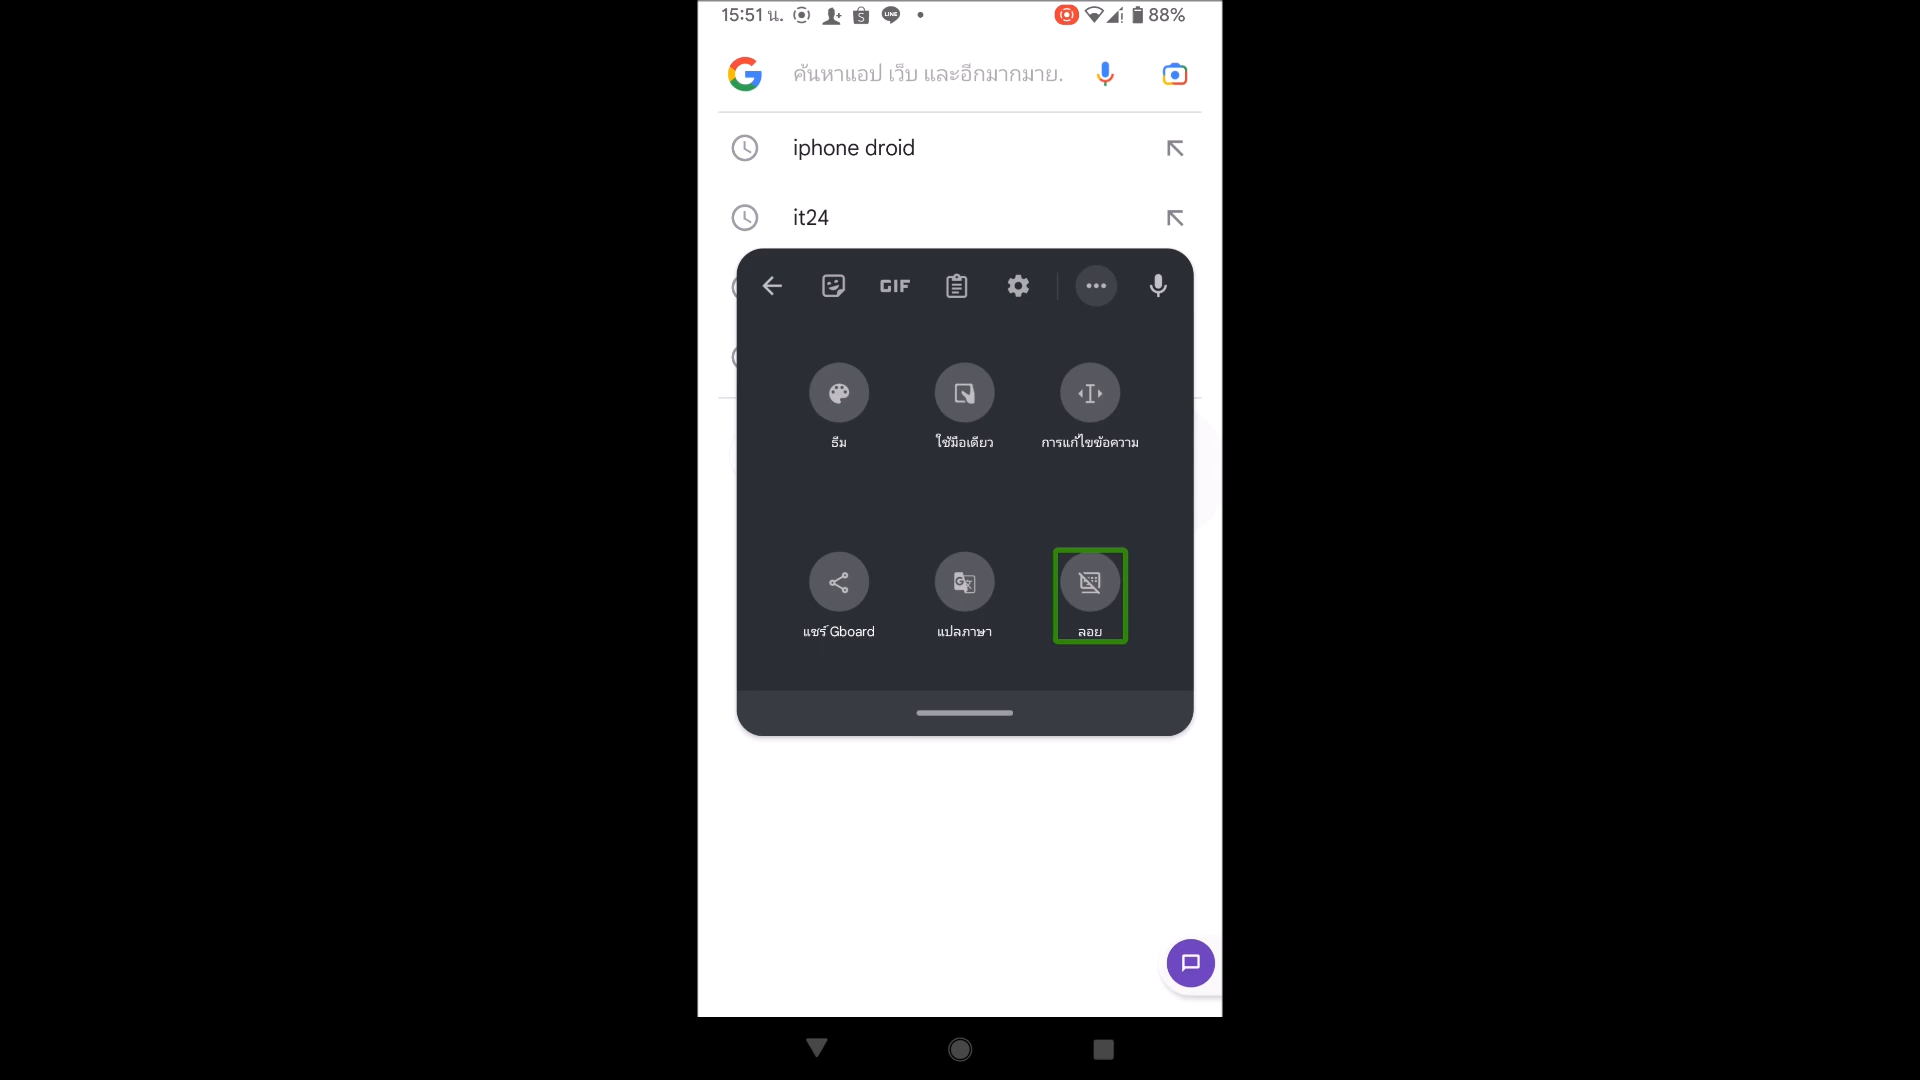 15:51 น. LINE 88%
ค้นหาแอป เว็บ และอีกมากมาย.
iphone droid
it24
GIF
ธีม ใช้มือเดียว การแก้ไขข้อความ
แชร์ Gboard แปลภาษา ลอย